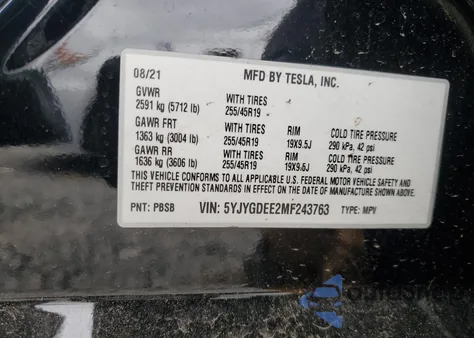 08/21 MFD BY TESLA, INC.
GVWR WITH TIRES
2591 kg (5712 lb) 255/45R19
GAWR FRT WITH TIRES RIM COLD TIRE PRESSURE
1363 kg (3004 lb) 255/45R19 19X9.5J 290 kPa, 42 psi
GAWR RR WITH TIRES RIM COLD TIRE PRESSURE
1636 kg (3606 lb) 255/45R19 19X9.5J 290 kPa, 42 psi
THIS VEHICLE CONFORMS TO ALL APPLICABLE U.S. FEDERAL MOTOR VEHICLE SAFETY AND
THEFT PREVENTION STANDARDS IN EFFECT ON THE DATE OF MANUFACTURE SHOWN ABOVE.
PNT: PBSB VIN: 5YJYGDEE2MF243763 TYPE: MPV